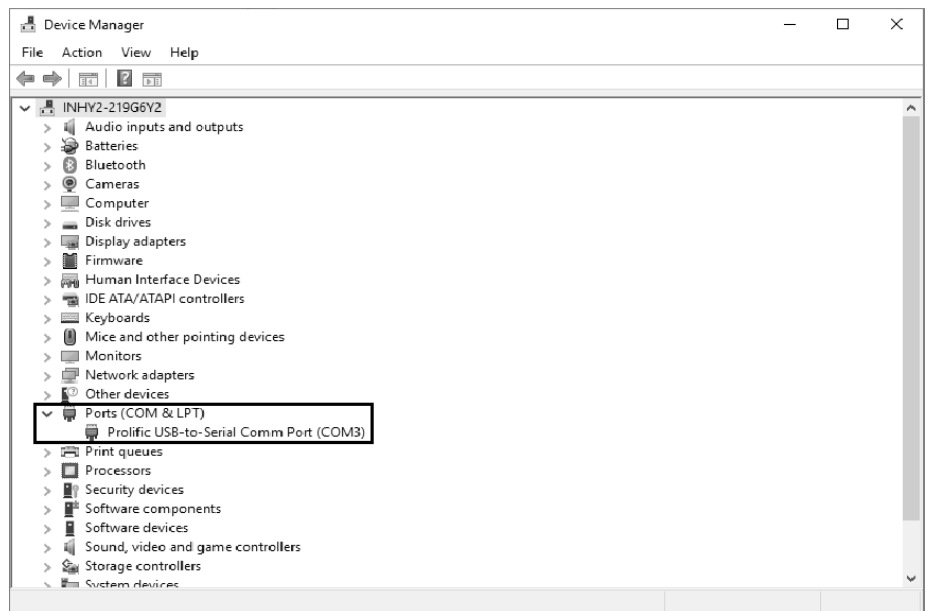 Device Manager
File Action View Help
INHY2-219G6Y2
Audio inputs and outputs
Batteries
Bluetooth
Cameras
Computer
Disk drives
Display adapters
Firmware
Human Interface Devices
IDE ATA/ATAPI controllers
Keyboards
Mice and other pointing devices
Monitors
Network adapters
Other devices
Ports (COM & LPT)
Prolific USB-to-Serial Comm Port (COM3)
Print queues
Processors
Security devices
Software components
Software devices
Sound, video and game controllers
Storage controllers
System devices